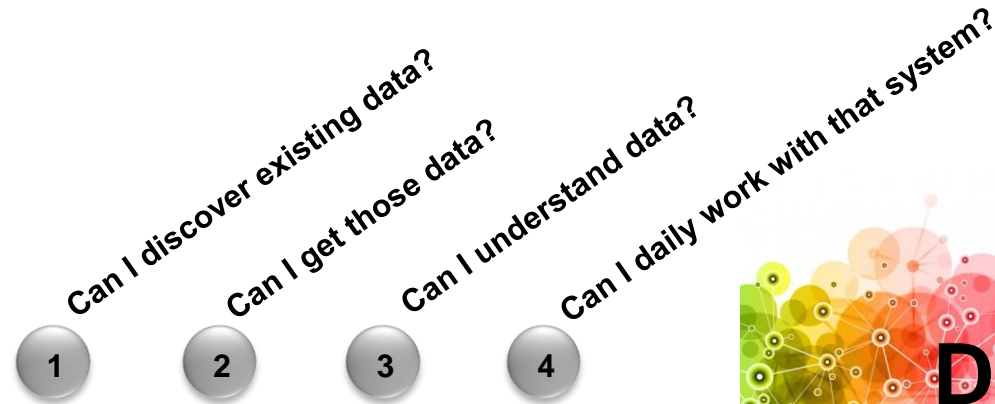 Can I discover existing data?
Can I get those data?
Can I understand data?
Can I daily work with that system?
1
2
3
4
D